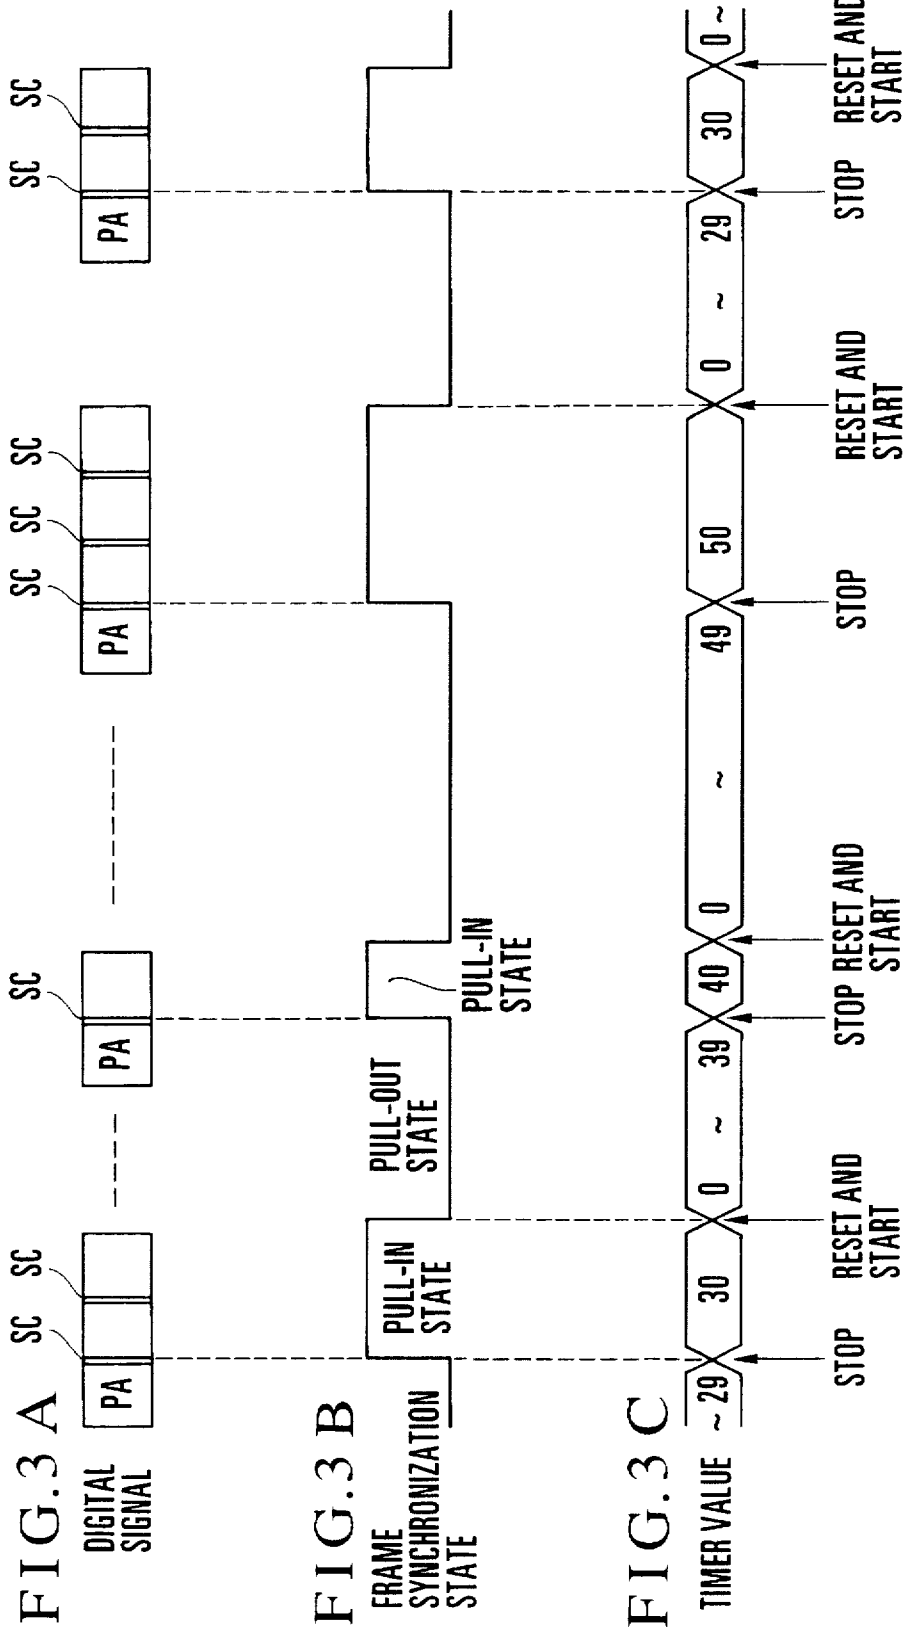 FIG.3 A
DIGITAL
SIGNAL
SC
SC
SC
SC
SC
SC
SC
SC
PA
PA
PA
PA
FIG.3 B
FRAME
SYNCHRONIZATION
STATE
PULL-IN
STATE
PULL-OUT
STATE
PULL-IN
STATE
FIG.3 C
TIMER VALUE
~ 29
30
0 ~ 39
40
0 ~ 49
50
0 ~ 29
30
0 ~
STOP
RESET AND
START
STOP
RESET AND
START
STOP
RESET AND
START
STOP
RESET AND
START